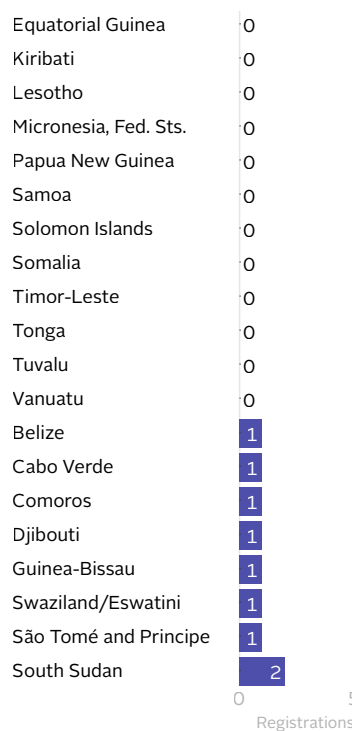 Equatorial Guinea 0
Kiribati 0
Lesotho 0
Micronesia, Fed. Sts. 0
Papua New Guinea 0
Samoa 0
Solomon Islands 0
Somalia 0
Timor-Leste 0
Tonga 0
Tuvalu 0
Vanuatu 0
Belize 1
Cabo Verde 1
Comoros 1
Djibouti 1
Guinea-Bissau 1
Swaziland/Eswatini 1
São Tomé and Principe 1
South Sudan 2
0
Registrations